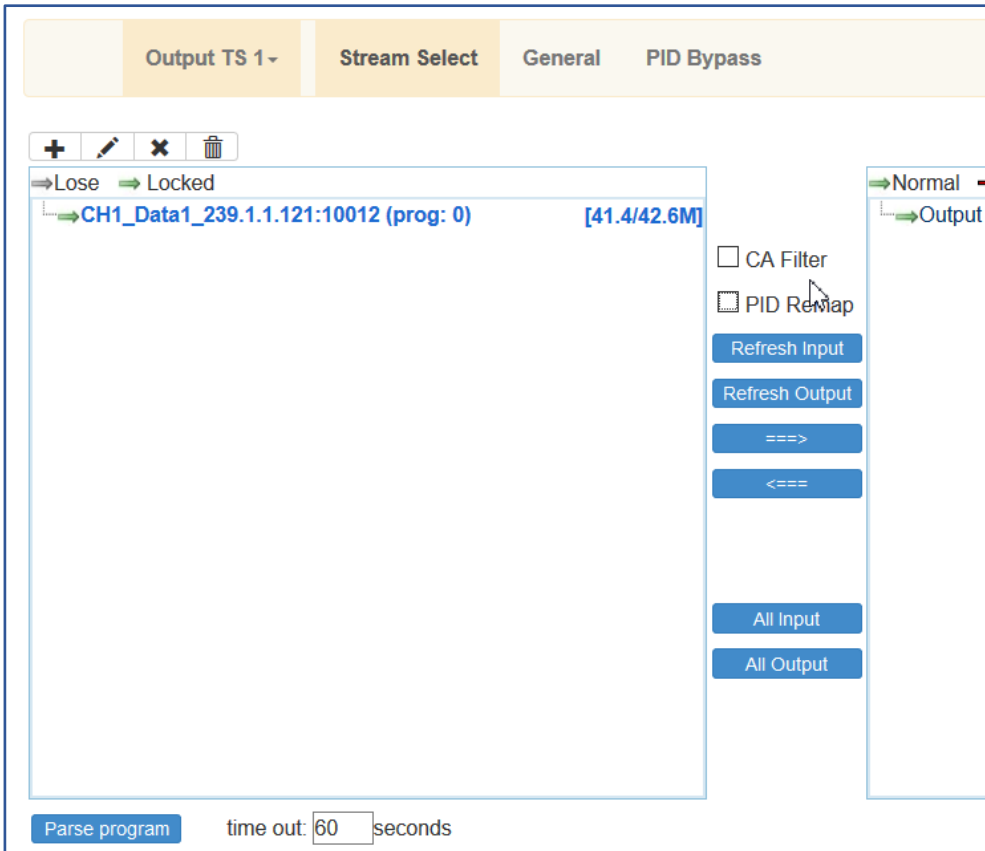 Output TS 1 Stream Select General PID Bypass
Lose Locked
CH1_Data1_239.1.1.121:10012 (prog: 0) [41.4/42.6M]
CA Filter
PID Remap
Refresh Input
Refresh Output
===>
<===
All Input
All Output
Normal
Output
Parse program time out: 60 seconds